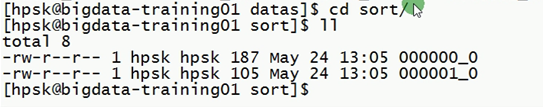 [hpsk@bigdata-training01 datas]$ cd sort/
[hpsk@bigdata-training01 sort]$ ll
total 8
-rw-r--r-- 1 hpsk hpsk 187 May 24 13:05 000000_0
-rw-r--r-- 1 hpsk hpsk 105 May 24 13:05 000001_0
[hpsk@bigdata-training01 sort]$